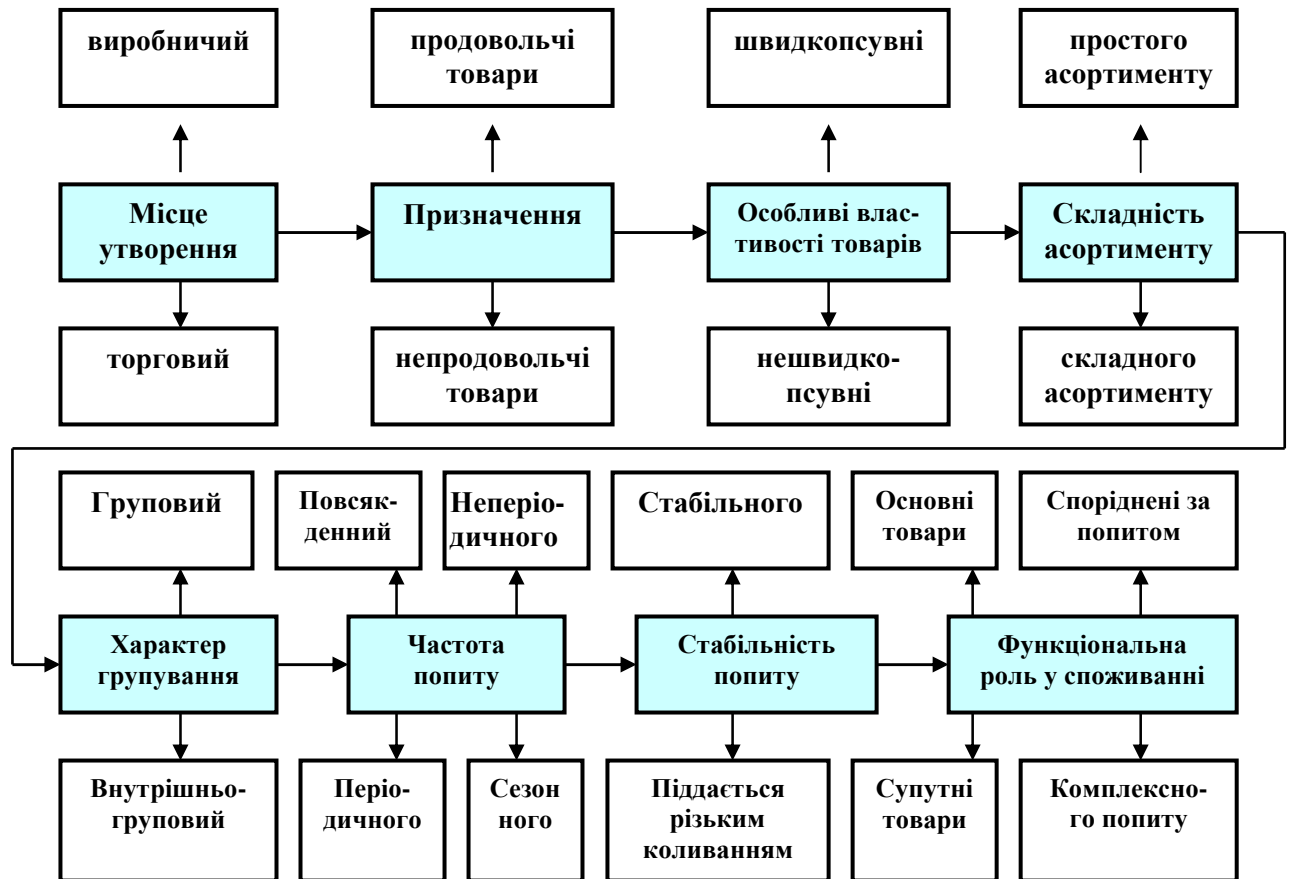 виробничий
продовольчі
товари
швидкопсувні
простого
асортименту
Місце
утворення
Призначення
Особливі влас-
тивості товарів
Складність
асортименту
торговий
непродовольчі
товари
нешвидко-
псувні
складного
асортименту
Груповий
Повсяк-
денний
Неперіо-
дичного
Стабільного
Основні
товари
Споріднені за
попитом
Характер
групування
Частота
попиту
Стабільність
попиту
Функціональна
роль у споживанні
Внутрішньо-
груповий
Періо-
дичного
Сезон
ного
Піддається
різьким
коливанням
Супутні
товари
Комплексно-
го попиту